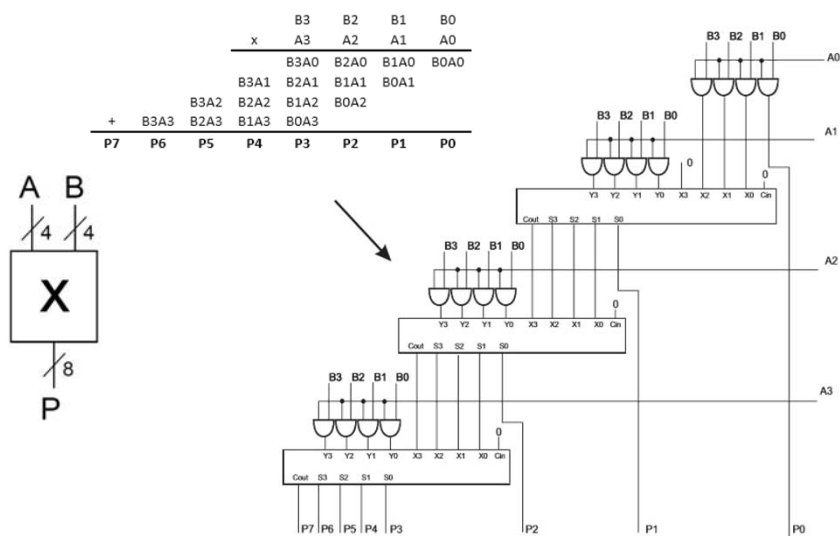 B3 B2 B1 B0
x A3 A2 A1 A0
B3A0 B2A0 B1A0 B0A0
B3A1 B2A1 B1A1 B0A1
B3A2 B2A2 B1A2 B0A2
+ B3A3 B2A3 B1A3 B0A3
P7 P6 P5 P4 P3 P2 P1 P0
A B
4 4
X
8
P
B3 B2 B1 B0
A0
B3 B2 B1 B0
A1
0
0
Y3 Y2 Y1 Y0 X3 X2 X1 X0 Cin
Cout S3 S2 S1 S0
B3 B2 B1 B0
A2
0
Y3 Y2 Y1 Y0 X3 X2 X1 X0 Cin
Cout S3 S2 S1 S0
B3 B2 B1 B0
A3
0
Y3 Y2 Y1 Y0 X3 X2 X1 X0 Cin
Cout S3 S2 S1 S0
P7 P6 P5 P4 P3 P2 P1 P0